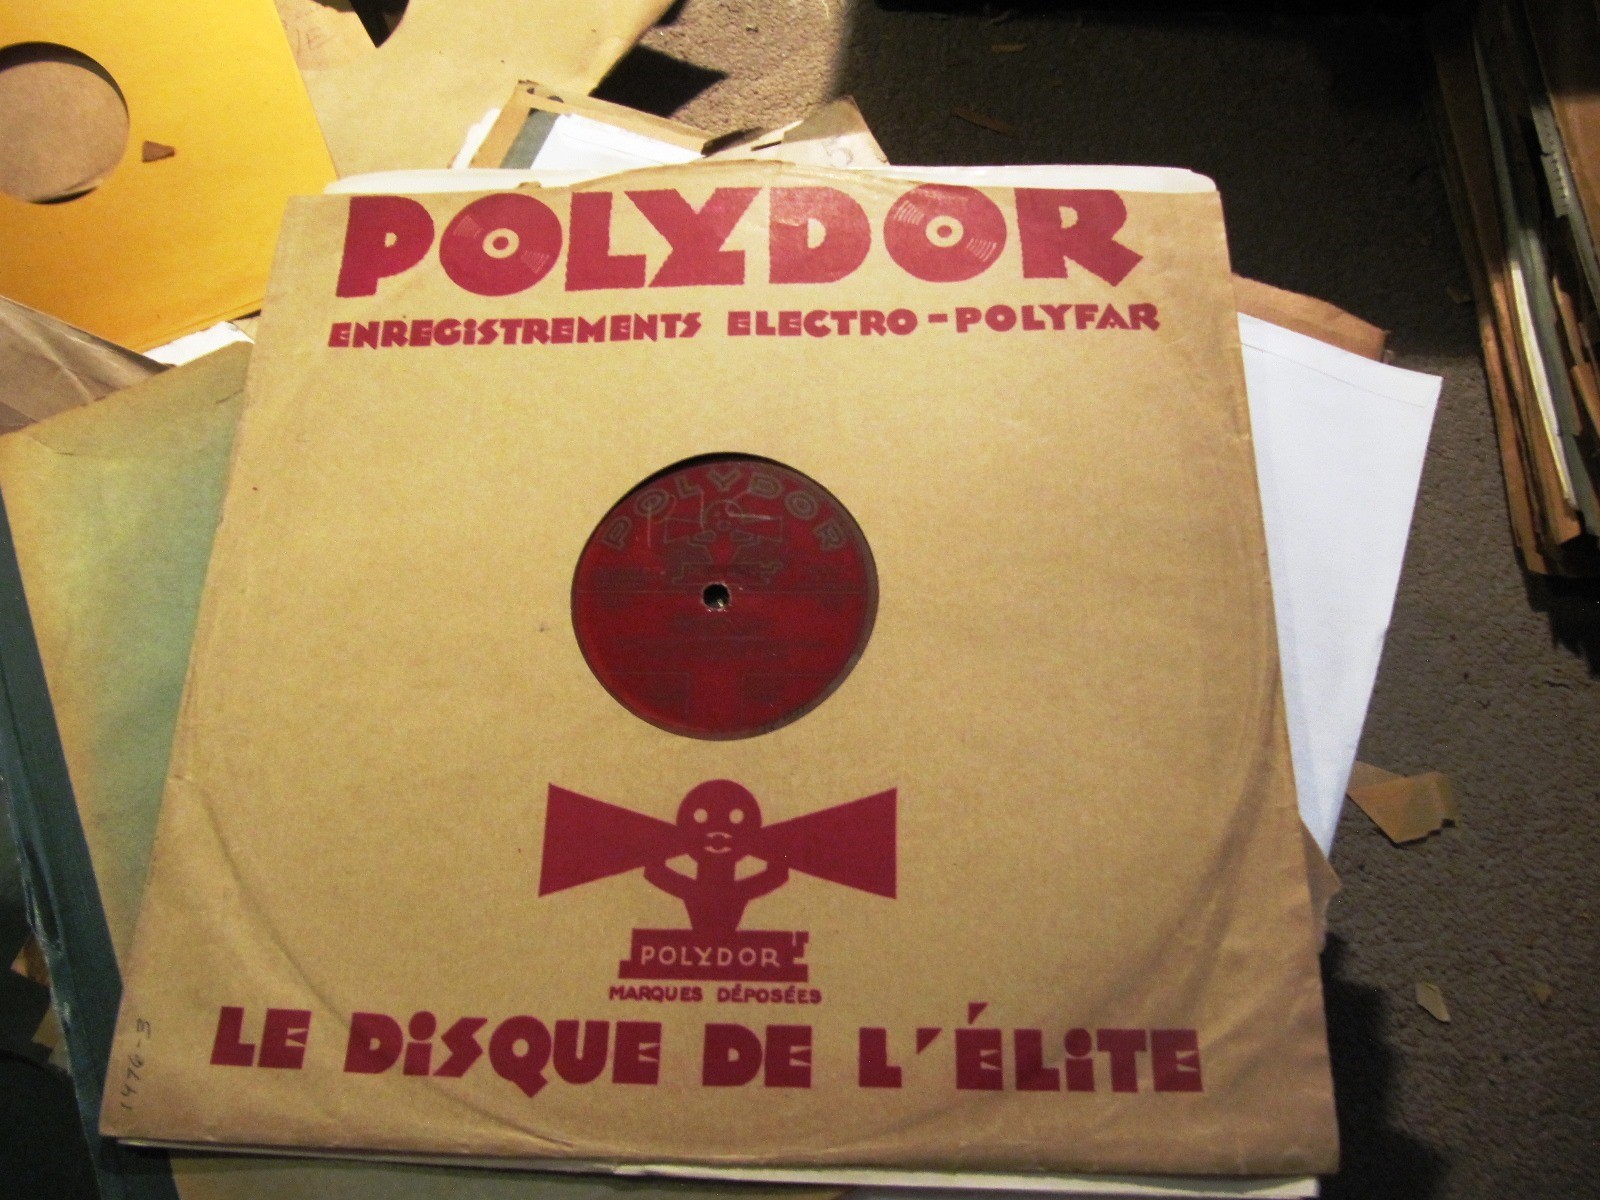 POLYDOR
ENREGiSTREMENTS ELECTRO-POLYFAR
POLYDOR
POLYDOR
MARQUES DÉPOSÉES
LE DiSQUE DE L'ÉLiTE
1476-3